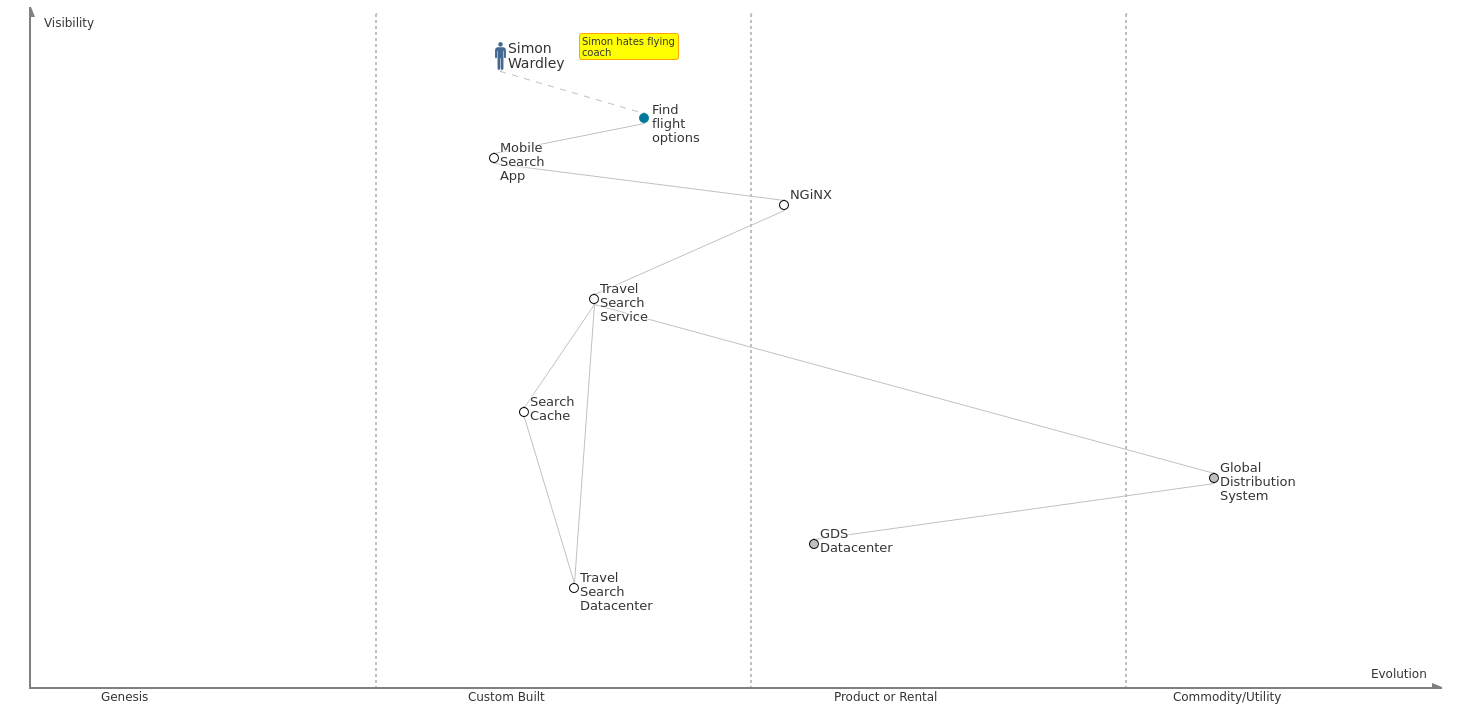 Visibility
Simon
Wardley
Simon hates flying
coach
Find
flight
options
Mobile
Search
App
NGiNX
Travel
Search
Service
Search
Cache
Global
Distribution
System
GDS
Datacenter
Travel
Search
Datacenter
Evolution
Genesis
Custom Built
Product or Rental
Commodity/Utility